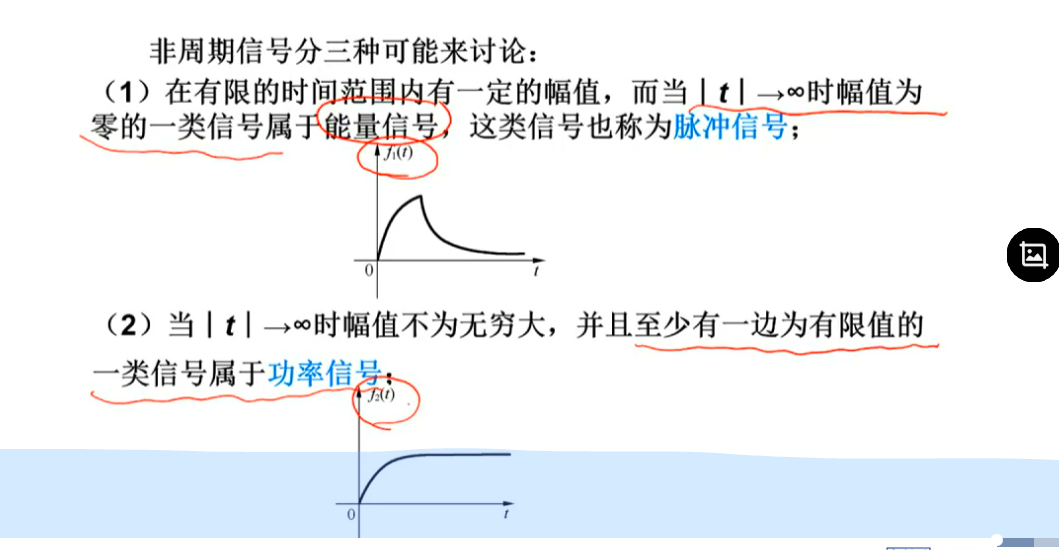 非周期信号分三种可能来讨论：
（1）在有限的时间范围内有一定的幅值，而当|t|→∞时幅值为
零的一类信号属于能量信号，这类信号也称为脉冲信号；
f₁(t)
0
t
（2）当|t|→∞时幅值不为无穷大，并且至少有一边为有限值的
一类信号属于功率信号；
f₂(t)
0
t